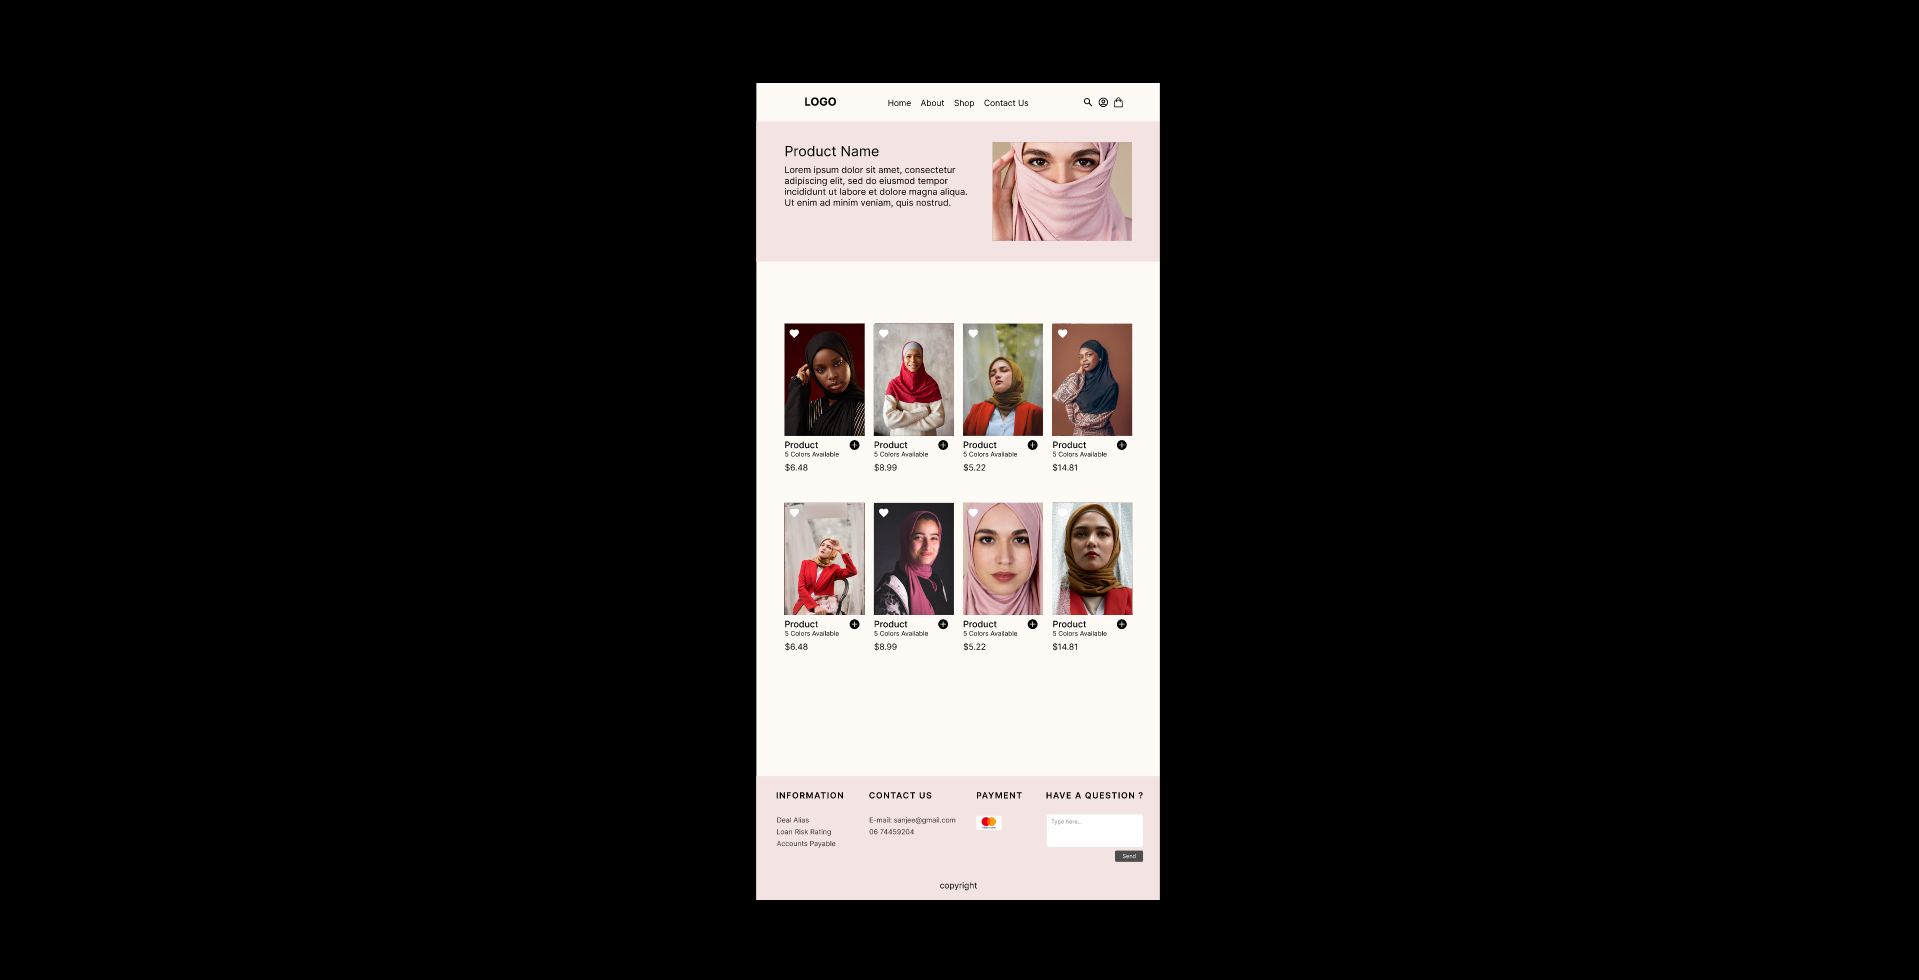 LOGO
Home About Shop Contact Us
Product Name
Lorem ipsum dolor sit amet, consectetur
adipiscing elit, sed do eiusmod tempor
incididunt ut labore et dolore magna aliqua.
Ut enim ad minim veniam, quis nostrud.
Product
5 Colors Available
$6.48
Product
5 Colors Available
$8.99
Product
5 Colors Available
$5.22
Product
5 Colors Available
$14.81
Product
5 Colors Available
$6.48
Product
5 Colors Available
$8.99
Product
5 Colors Available
$5.22
Product
5 Colors Available
$14.81
INFORMATION
Deal Alias
Loan Risk Rating
Accounts Payable
CONTACT US
E-mail: sanjee@gmail.com
06 74459204
PAYMENT
HAVE A QUESTION ?
Type here...
Send
copyright